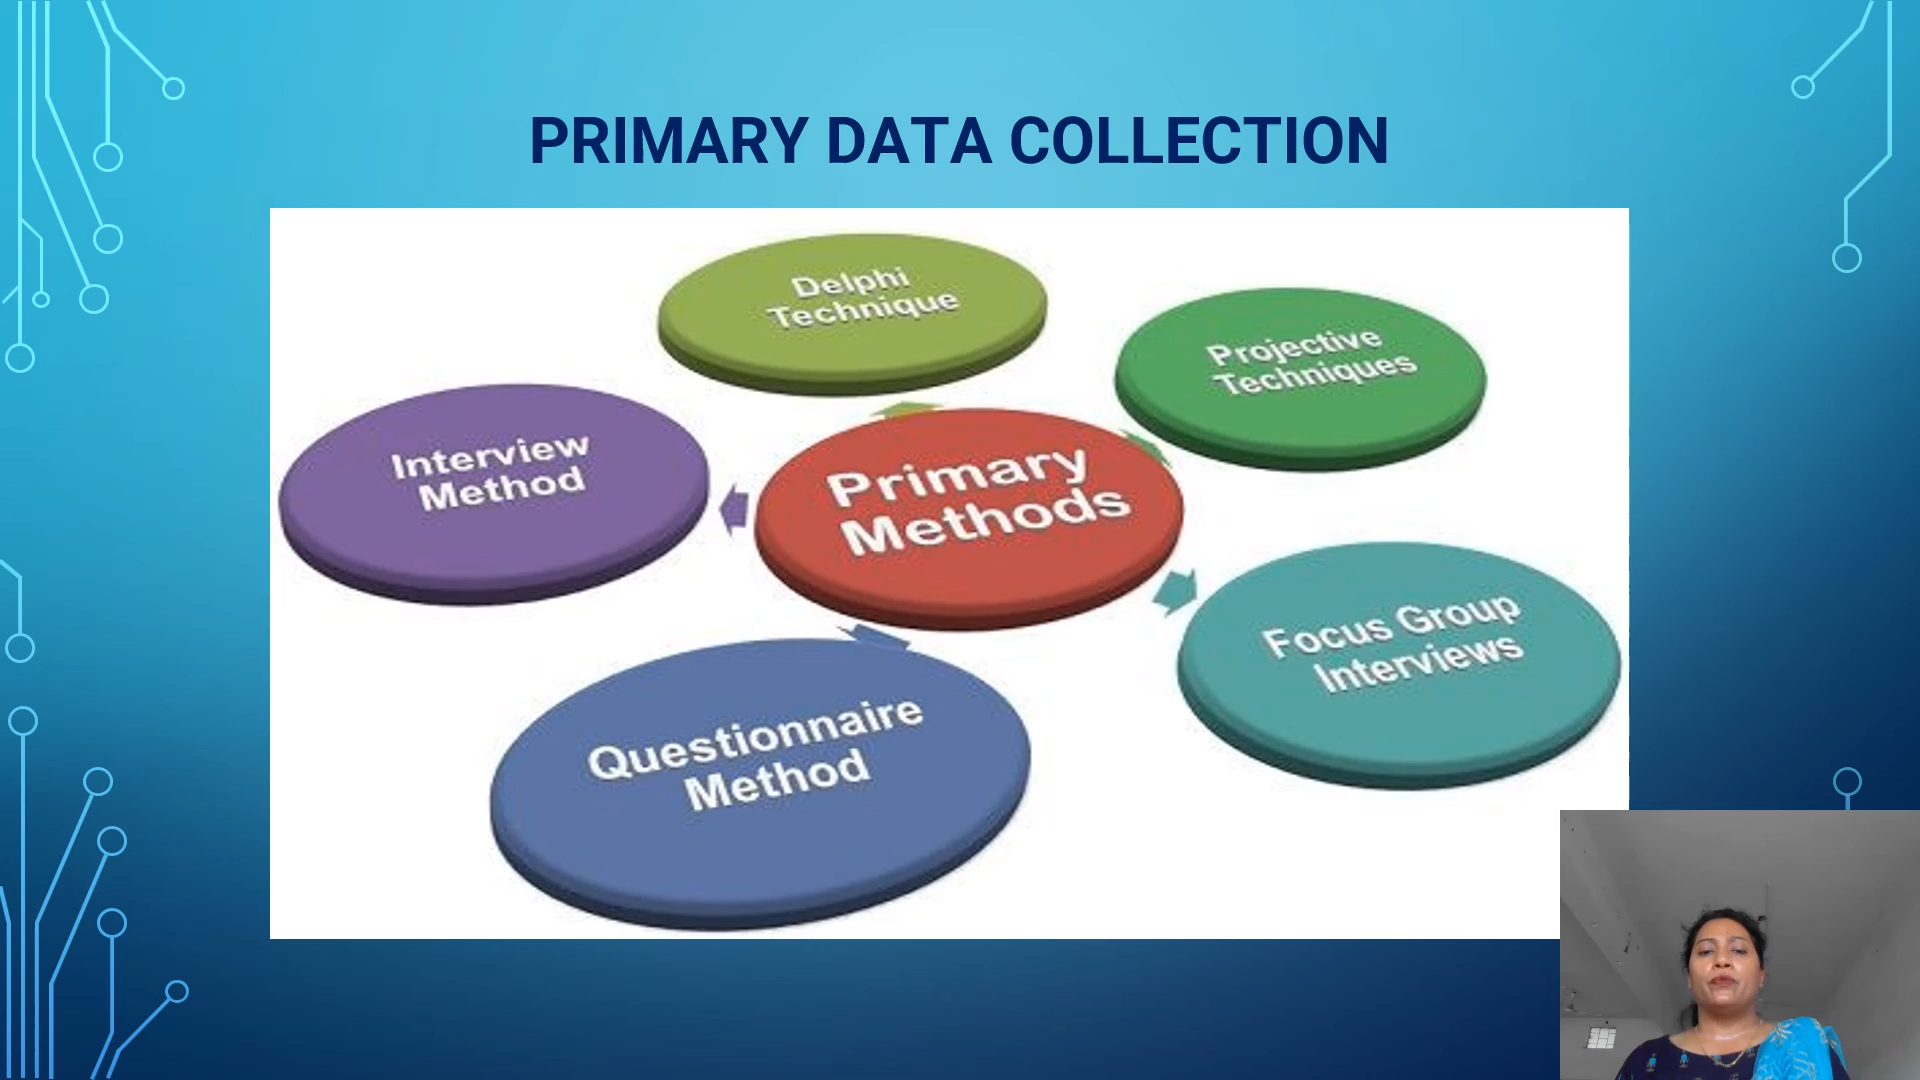 PRIMARY DATA COLLECTION
Delphi
Technique
Projective
Techniques
Interview
Method
Primary
Methods
Focus Group
Interviews
Questionnaire
Method